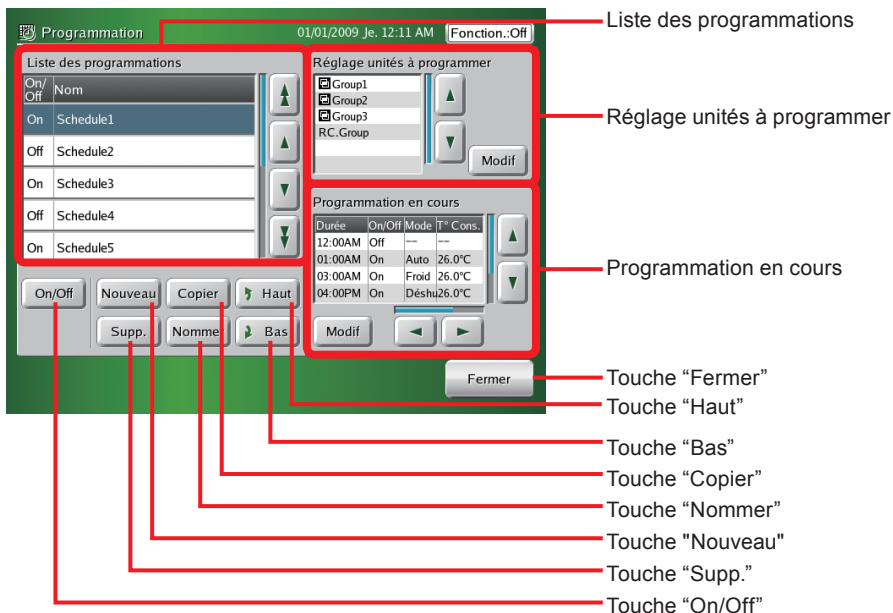 Programmation 01/01/2009 Je. 12:11 AM Fonction.:Off
Liste des programmations
On/Off Nom
On Schedule1
Off Schedule2
On Schedule3
Off Schedule4
On Schedule5
Réglage unités à programmer
Group1
Group2
Group3
RC.Group
Modif
Programmation en cours
Durée On/Off Mode T° Cons.
12:00AM Off -- --
01:00AM On Auto 26.0°C
03:00AM On Froid 26.0°C
04:00PM On Déshu 26.0°C
Modif
On/Off Nouveau Copier Haut
Supp. Nommer Bas
Fermer
Liste des programmations
Réglage unités à programmer
Programmation en cours
Touche “Fermer”
Touche “Haut”
Touche “Bas”
Touche “Copier”
Touche “Nommer”
Touche "Nouveau"
Touche “Supp.”
Touche “On/Off”